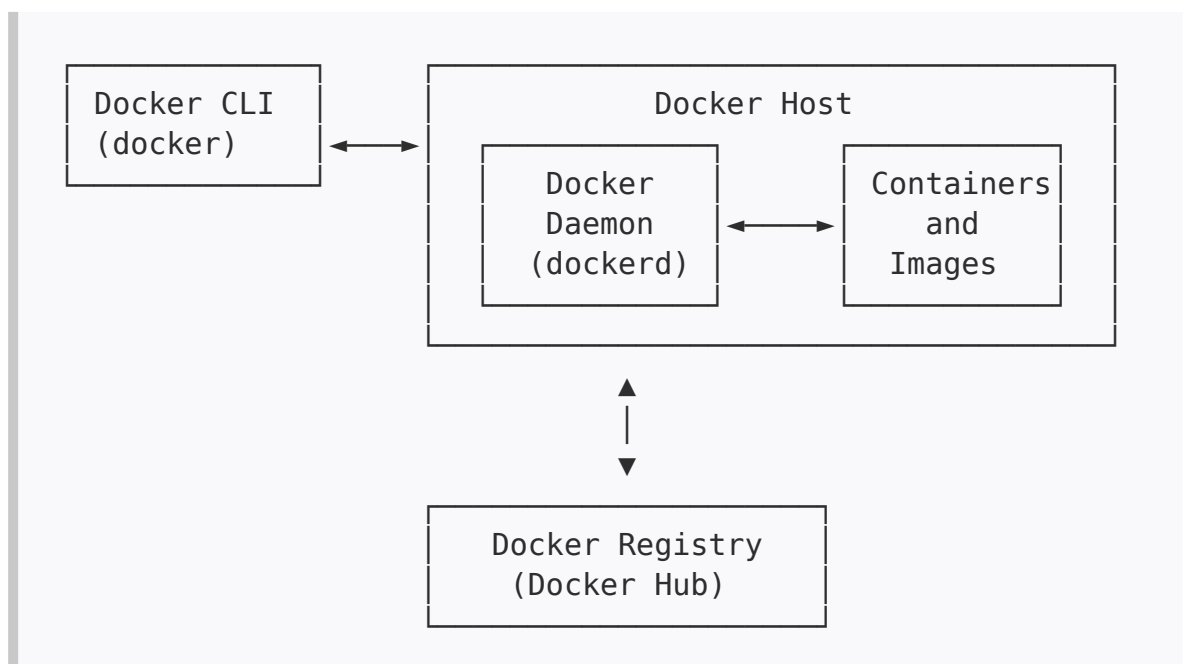 Docker CLI
(docker)
Docker Host
Docker
Daemon
(dockerd)
Containers
and
Images
Docker Registry
(Docker Hub)